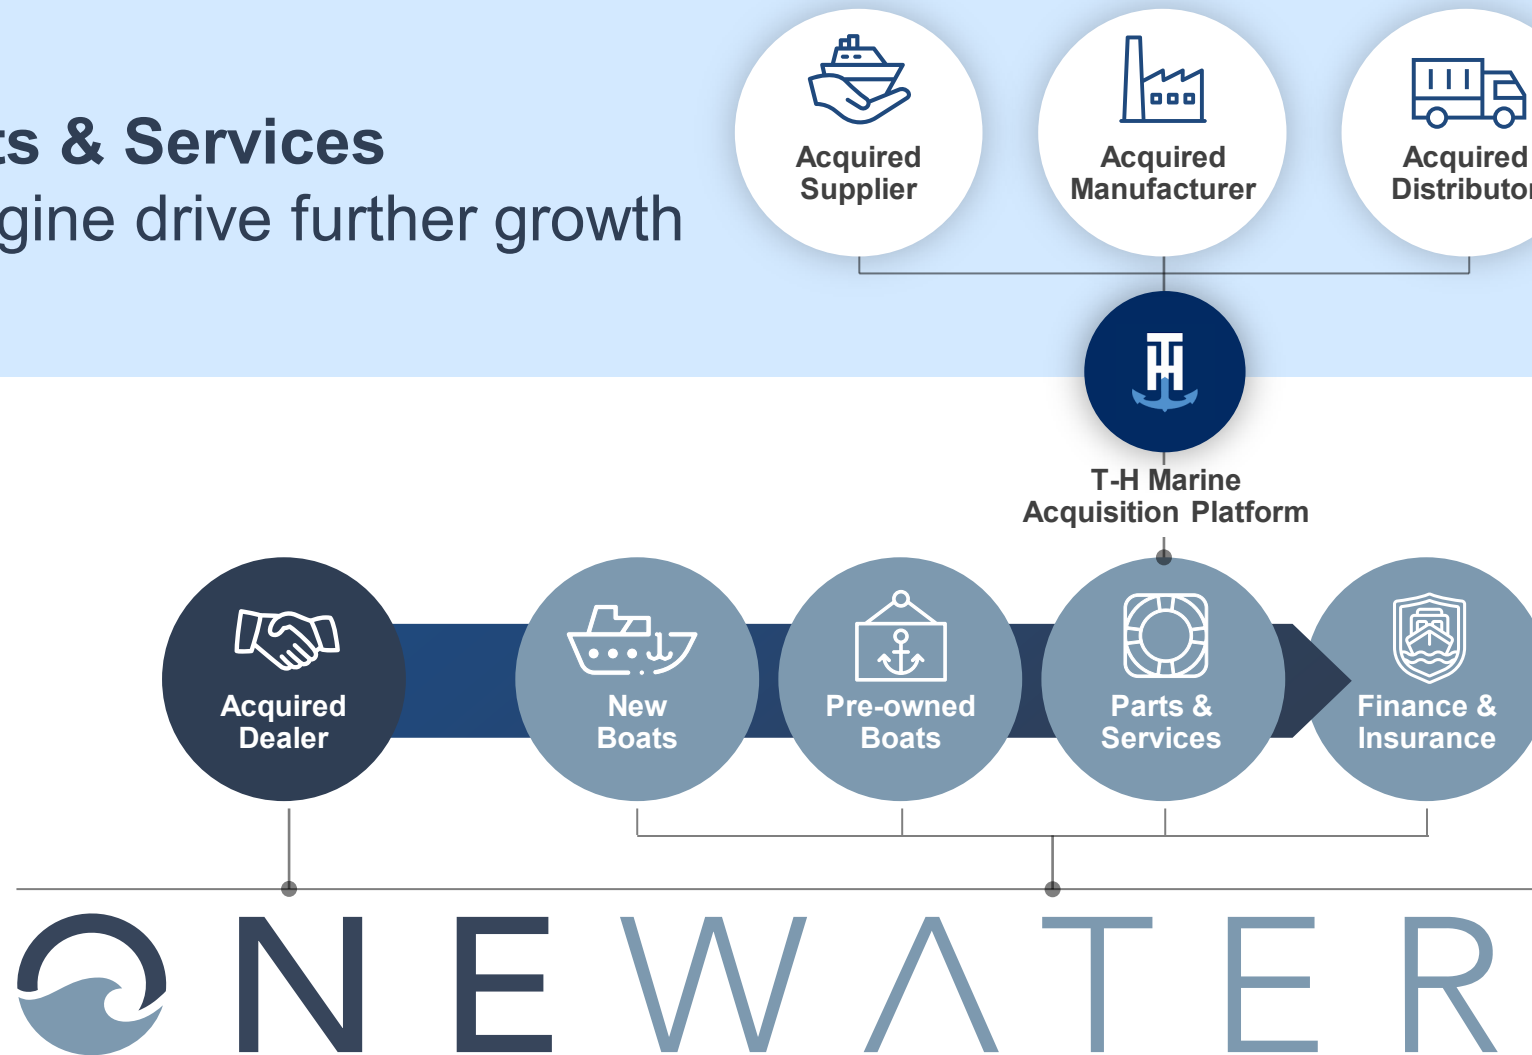 ts & Services
gine drive further growth
Acquired
Supplier
Acquired
Manufacturer
Acquired
Distributor
TH
T-H Marine
Acquisition Platform
Acquired
Dealer
New
Boats
Pre-owned
Boats
Parts &
Services
Finance &
Insurance
ONEWATER